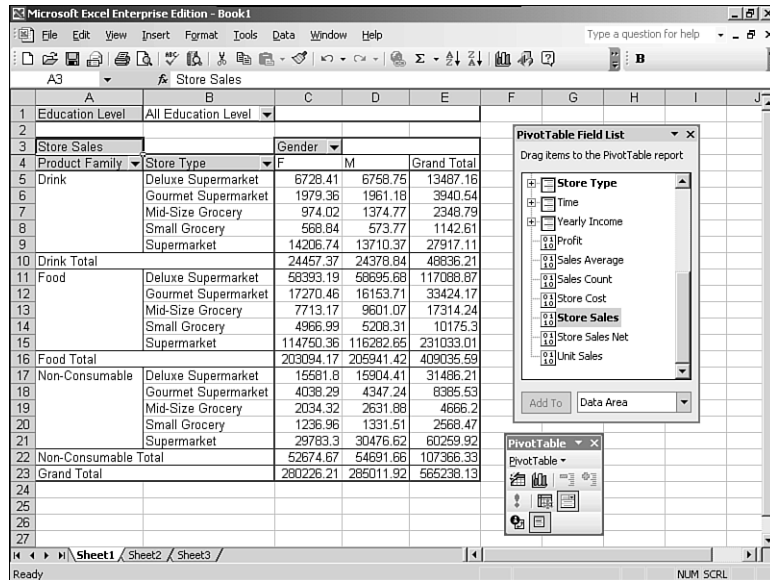 Microsoft Excel Enterprise Edition - Book1
File Edit View Insert Format Tools Data Window Help Type a question for help
Σ B
A3 fx Store Sales
A B C D E F G H I J
1 Education Level All Education Level
2
3 Store Sales Gender
4 Product Family Store Type F M Grand Total
5 Drink Deluxe Supermarket 6728.41 6758.75 13487.16
6 Gourmet Supermarket 1979.36 1961.18 3940.54
7 Mid-Size Grocery 974.02 1374.77 2348.79
8 Small Grocery 568.84 573.77 1142.61
9 Supermarket 14206.74 13710.37 27917.11
10 Drink Total 24457.37 24378.84 48836.21
11 Food Deluxe Supermarket 58393.19 58695.68 117088.87
12 Gourmet Supermarket 17270.46 16153.71 33424.17
13 Mid-Size Grocery 7713.17 9601.07 17314.24
14 Small Grocery 4966.99 5208.31 10175.3
15 Supermarket 114750.36 116282.65 231033.01
16 Food Total 203094.17 205941.42 409035.59
17 Non-Consumable Deluxe Supermarket 15581.8 15904.41 31486.21
18 Gourmet Supermarket 4038.29 4347.24 8385.53
19 Mid-Size Grocery 2034.32 2631.88 4666.2
20 Small Grocery 1236.96 1331.51 2568.47
21 Supermarket 29783.3 30476.62 60259.92
22 Non-Consumable Total 52674.67 54691.66 107366.33
23 Grand Total 280226.21 285011.92 565238.13
24
25
26
27
PivotTable Field List
Drag items to the PivotTable report
Store Type
Time
Yearly Income
Profit
Sales Average
Sales Count
Store Cost
Store Sales
Store Sales Net
Unit Sales
Add To Data Area
PivotTable
PivotTable
Sheet1 Sheet2 Sheet3
Ready NUM SCRL